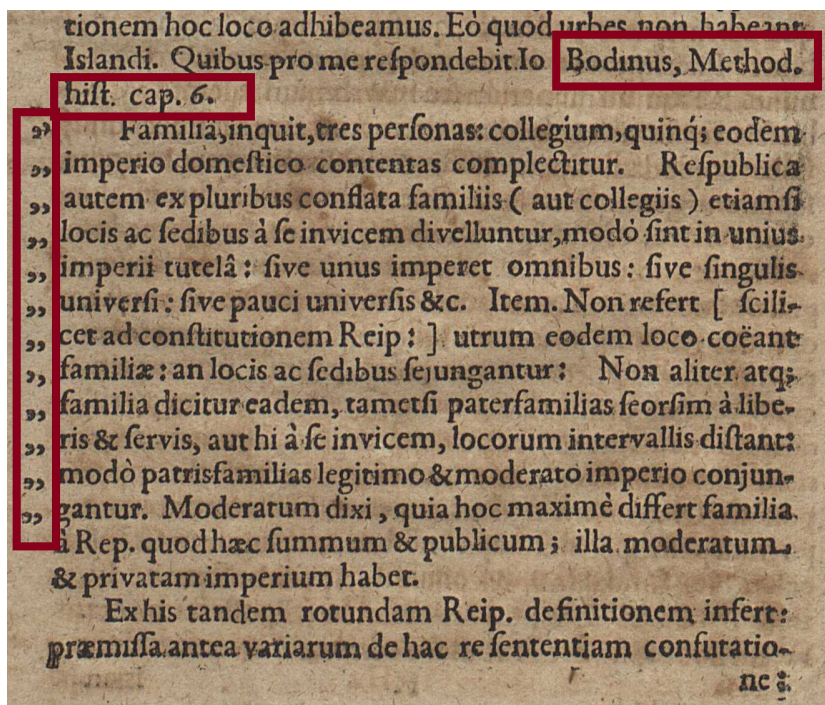 tionem hoc loco adhibeamus. Eò quod urbes non habeant
Islandi. Quibus pro me reſpondebit Io Bodinus, Method.
hiſt. cap. 6.
„ Familiā, inquit, tres perſonas: collegium, quinq́; eodem
„ imperio domeſtico contentas complectitur. Reſpublica
„ autem ex pluribus conflata familiis ( aut collegiis ) etiamſi
„ locis ac ſedibus à ſe invicem divelluntur, modò ſint in unius
„ imperii tutelâ: ſive unus imperet omnibus: ſive ſingulis
„ univerſi: ſive pauci univerſis &c. Item. Non refert [ ſcili-
„ cet ad conſtitutionem Reip: ] utrum eodem loco coëant
„ familiæ: an locis ac ſedibus ſejungantur: Non aliter atq;
„ familia dicitur eadem, tametſi paterfamilias ſeorſim à libe-
„ ris & ſervis, aut hi à ſe invicem, locorum intervallis diſtant:
„ modò patrisfamilias legitimo & moderato imperio conjun-
„ gantur. Moderatum dixi, quia hoc maximè differt familia
à Rep. quod hæc ſummum & publicum; illa moderatum
& privatam imperium habet.
Ex his tandem rotundam Reip. definitionem infert:
præmiſſa antea variarum de hac re ſententiam confutatio-
ne: